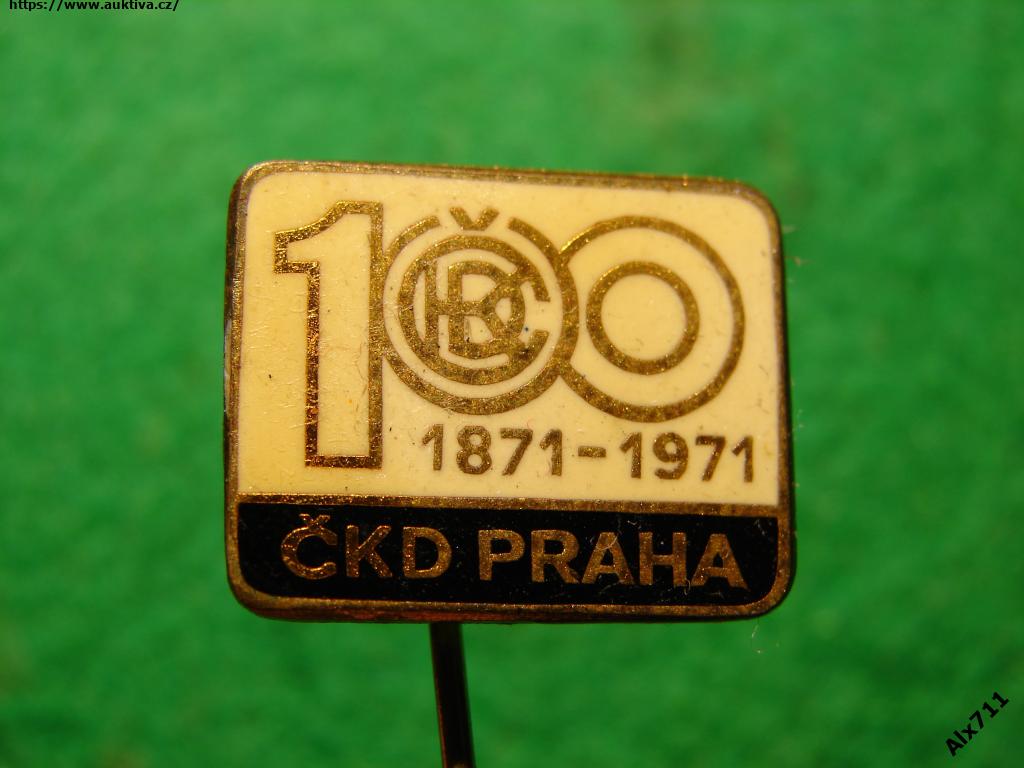 https://www.auktiva.cz/
100
ČKD
1871-1971
ČKD PRAHA
Alx711